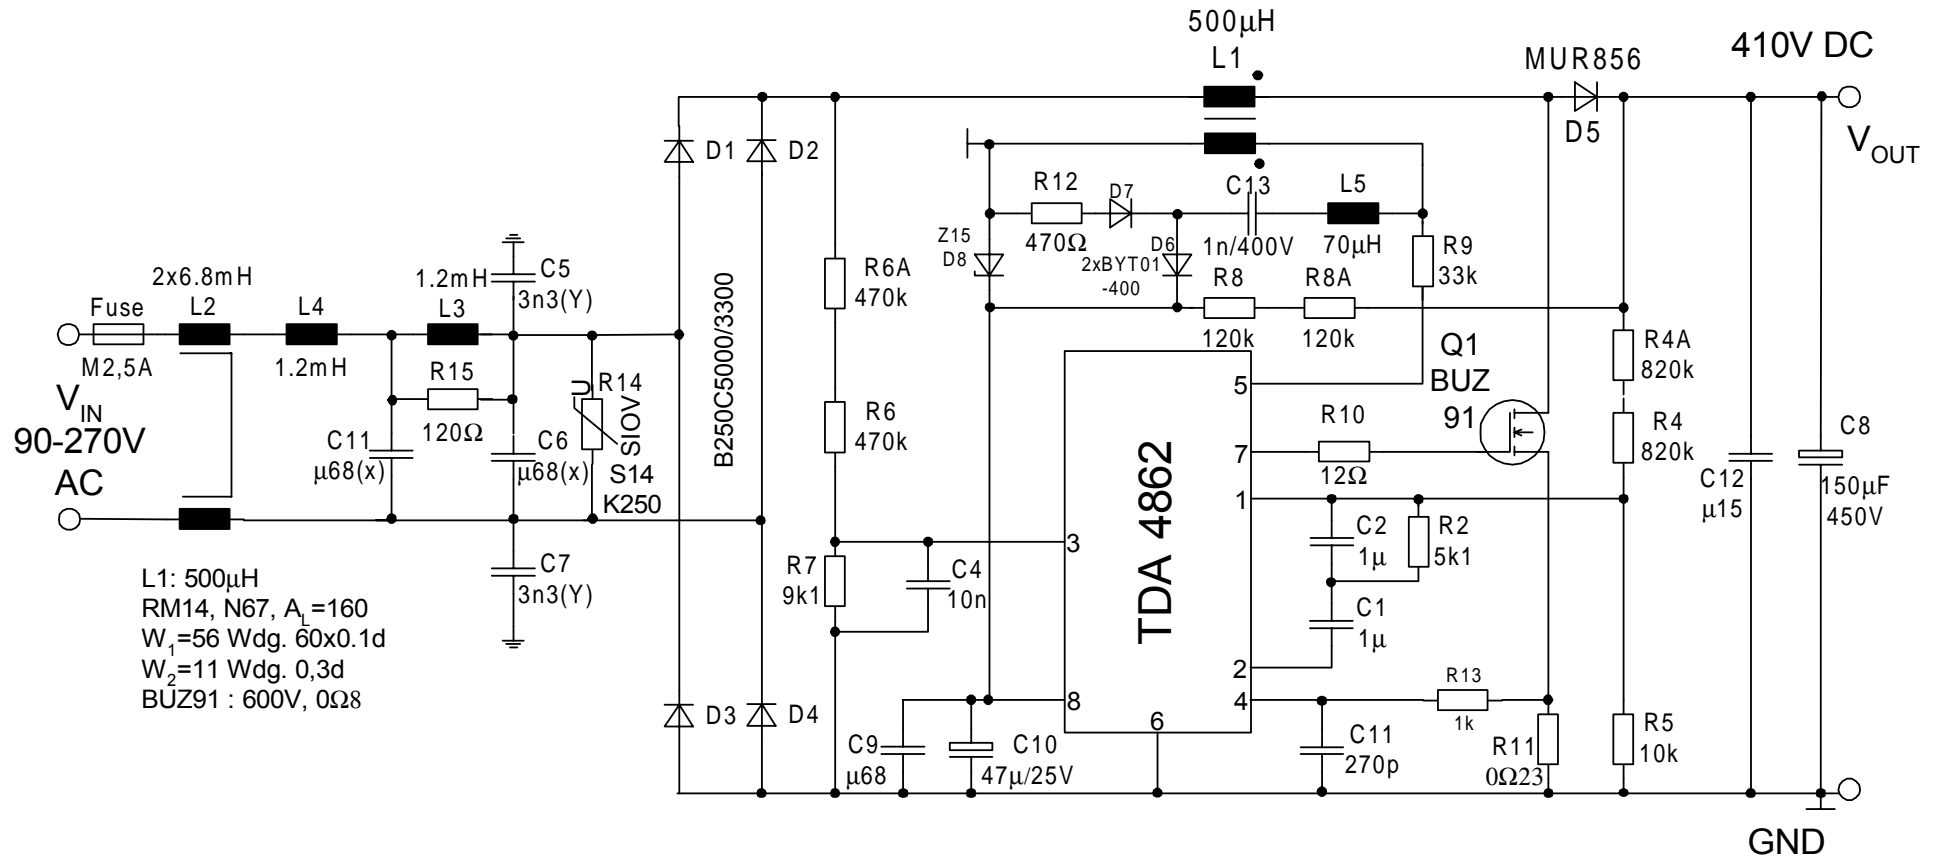 500µH
L1
MUR856
D5
410V DC
V OUT
D1
D2
R12
470Ω
D7
C13
1n/400V
L5
70µH
Z15
D8
D6
2xBYT01
-400
R9
33k
R8
120k
R8A
120k
R6A
470k
C5
3n3(Y)
2x6.8mH
L2
Fuse
M2,5A
L4
1.2mH
1.2mH
L3
R15
120Ω
V IN
90-270V
AC
C11
µ68(x)
C6
µ68(x)
U
R14
SIOV
S14
K250
B250C5000/3300
R6
470k
Q1
BUZ
91
R4A
820k
R4
820k
C8
150µF
450V
C12
µ15
R10
12Ω
TDA 4862
5
7
1
3
2
8
4
6
C2
1µ
R2
5k1
C1
1µ
C7
3n3(Y)
R7
9k1
C4
10n
L1: 500µH
RM14, N67, AL=160
W1=56 Wdg. 60x0.1d
W2=11 Wdg. 0,3d
BUZ91 : 600V, 0Ω8
D3
D4
C9
µ68
C10
47µ/25V
C11
270p
R13
1k
R11
0Ω23
R5
10k
GND